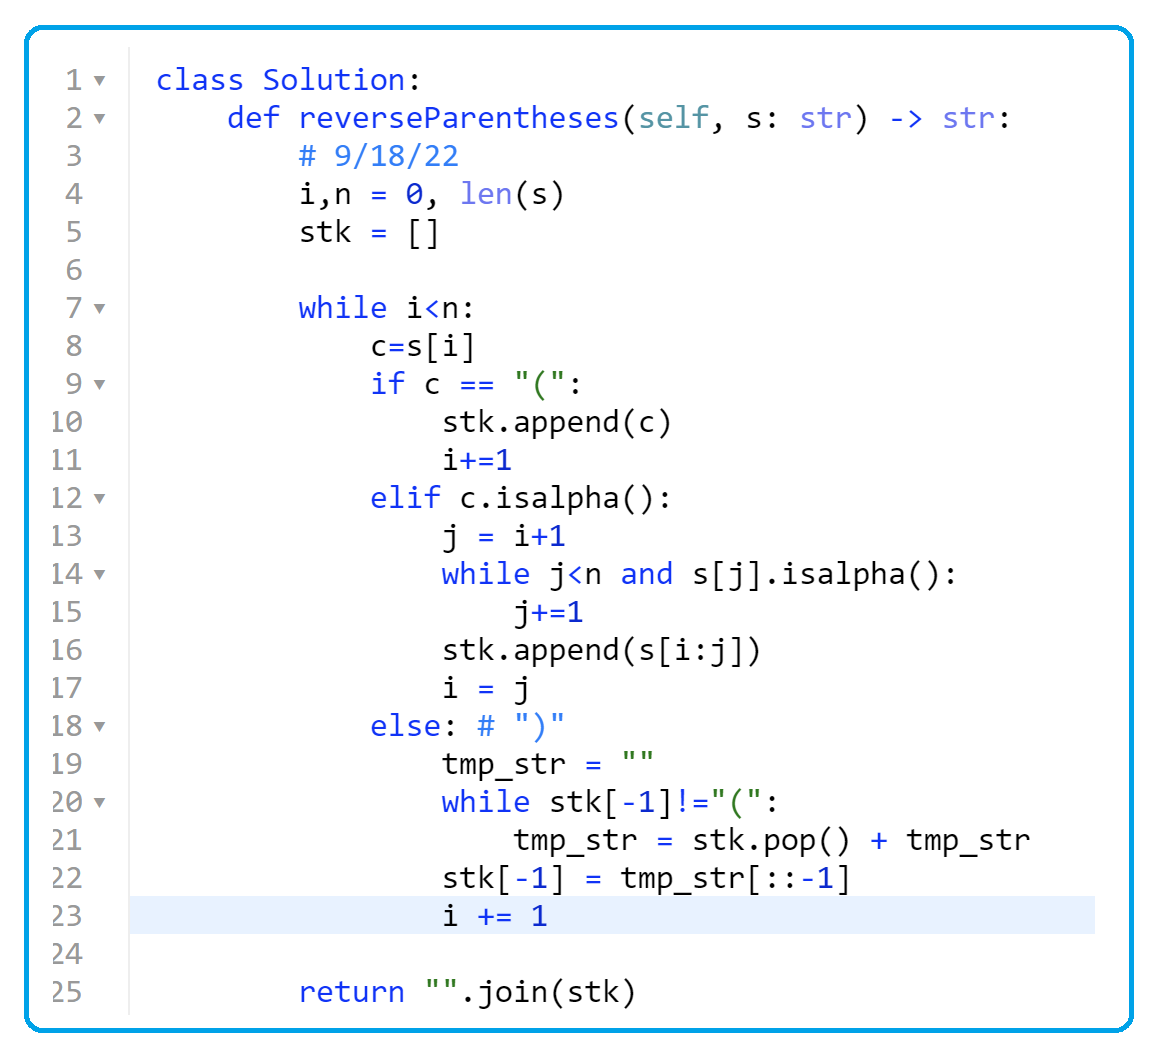 1 class Solution:
2     def reverseParentheses(self, s: str) -> str:
3         # 9/18/22
4         i,n = 0, len(s)
5         stk = []
6
7         while i<n:
8             c=s[i]
9             if c == "(":
10                 stk.append(c)
11                 i+=1
12             elif c.isalpha():
13                 j = i+1
14                 while j<n and s[j].isalpha():
15                     j+=1
16                 stk.append(s[i:j])
17                 i = j
18             else: # ")"
19                 tmp_str = ""
20                 while stk[-1]!="(":
21                     tmp_str = stk.pop() + tmp_str
22                 stk[-1] = tmp_str[::-1]
23                 i += 1
24
25         return "".join(stk)